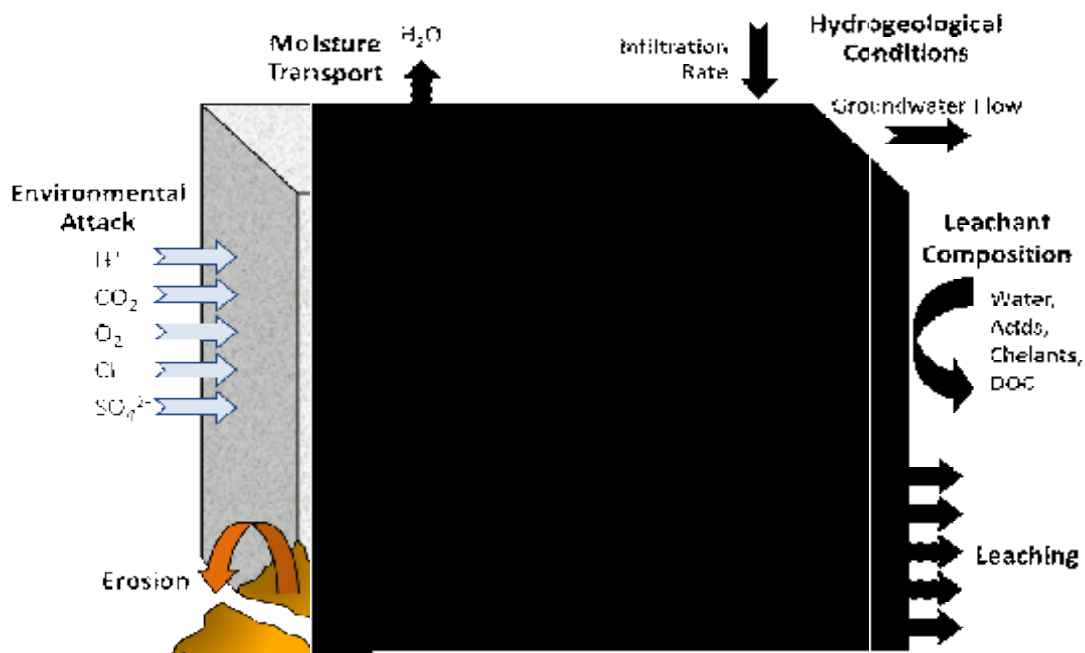 Moisture
Transport
H₂O
Infiltration
Rate
Hydrogeological
Conditions
Groundwater Flow
Environmental
Attack
H⁺
CO₂
O₂
Cl
SO₄²⁻
Leachant
Composition
Water,
Acids,
Chelants,
DOC
Erosion
Leaching